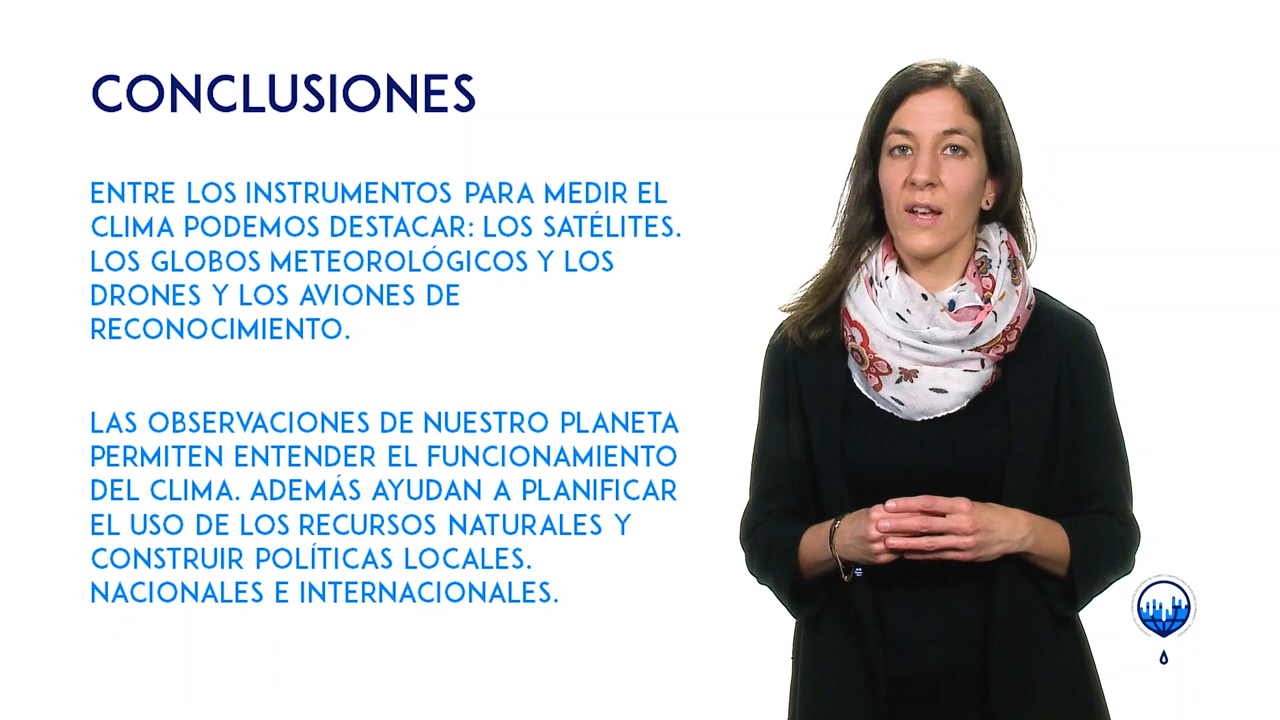 CONCLUSIONES
ENTRE LOS INSTRUMENTOS PARA MEDIR EL
CLIMA PODEMOS DESTACAR: LOS SATÉLITES.
LOS GLOBOS METEOROLÓGICOS Y LOS
DRONES Y LOS AVIONES DE
RECONOCIMIENTO.
LAS OBSERVACIONES DE NUESTRO PLANETA
PERMITEN ENTENDER EL FUNCIONAMIENTO
DEL CLIMA. ADEMÁS AYUDAN A PLANIFICAR
EL USO DE LOS RECURSOS NATURALES Y
CONSTRUIR POLÍTICAS LOCALES.
NACIONALES E INTERNACIONALES.